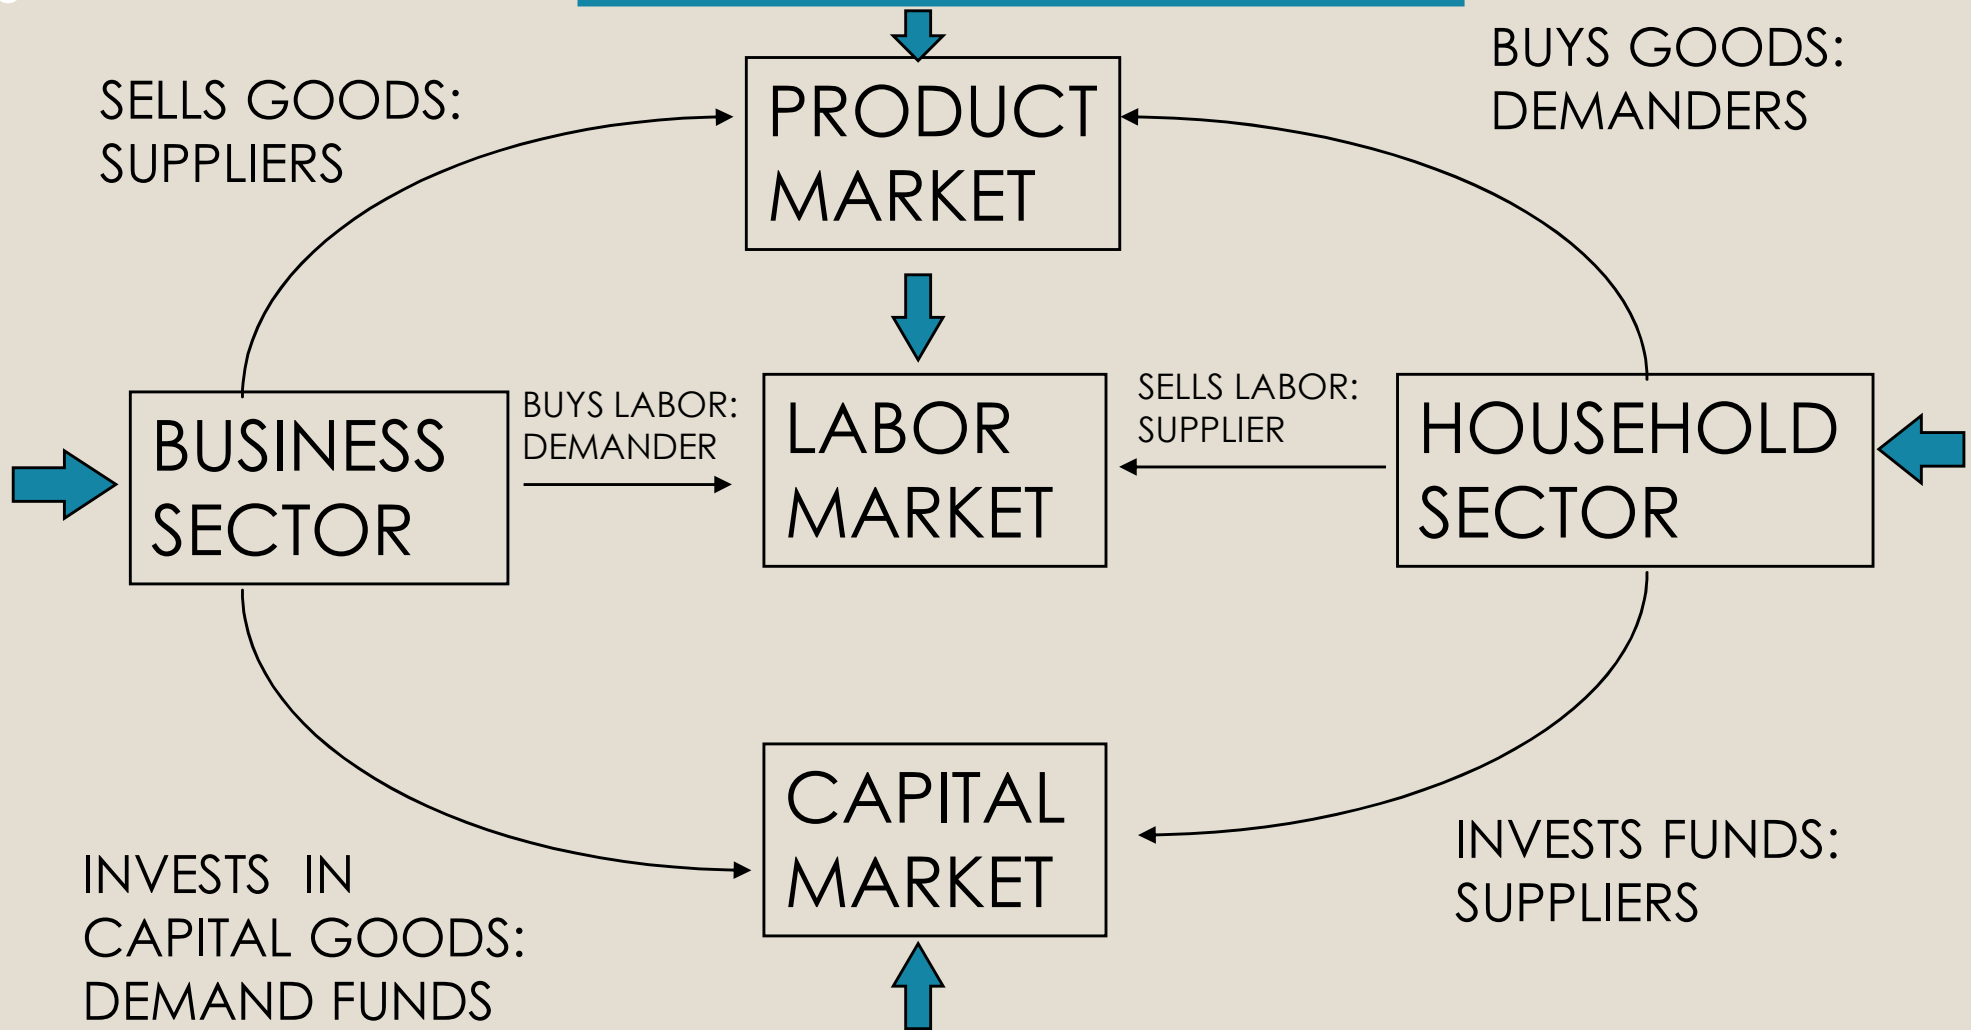 SELLS GOODS:
SUPPLIERS
PRODUCT
MARKET
BUYS GOODS:
DEMANDERS
BUSINESS
SECTOR
BUYS LABOR:
DEMANDER
LABOR
MARKET
SELLS LABOR:
SUPPLIER
HOUSEHOLD
SECTOR
INVESTS IN
CAPITAL GOODS:
DEMAND FUNDS
CAPITAL
MARKET
INVESTS FUNDS:
SUPPLIERS